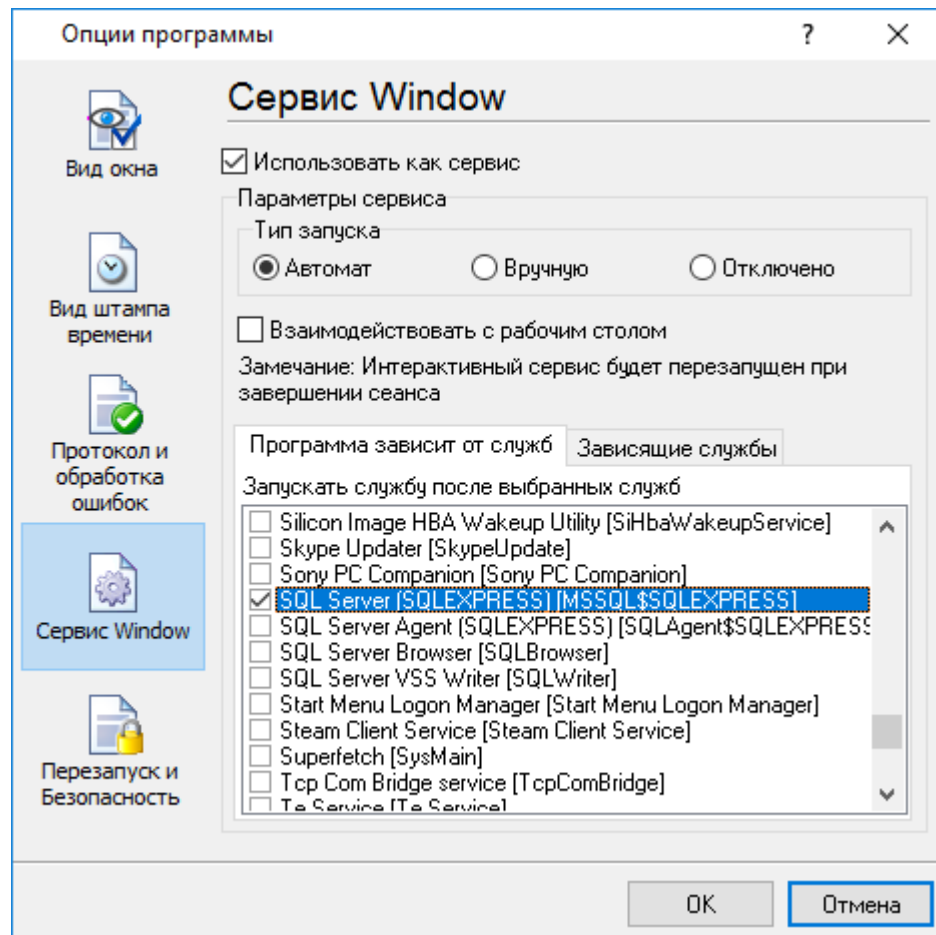 Опции программы
?
Вид окна
Вид штампа
времени
Протокол и
обработка
ошибок
Сервис Window
Перезапуск и
Безопасность
Сервис Window
Использовать как сервис
Параметры сервиса
Тип запуска
Автомат Вручную Отключено
Взаимодействовать с рабочим столом
Замечание: Интерактивный сервис будет перезапущен при
завершении сеанса
Программа зависит от служб Зависящие службы
Запускать службу после выбранных служб
Silicon Image HBA Wakeup Utility [SiHbaWakeupService]
Skype Updater [SkypeUpdate]
Sony PC Companion [Sony PC Companion]
SQL Server (SQLEXPRESS) [MSSQL$SQLEXPRESS]
SQL Server Agent (SQLEXPRESS) [SQLAgent$SQLEXPRESS
SQL Server Browser [SQLBrowser]
SQL Server VSS Writer [SQLWriter]
Start Menu Logon Manager [Start Menu Logon Manager]
Steam Client Service [Steam Client Service]
Superfetch [SysMain]
Tcp Com Bridge service [TcpComBridge]
Te Service [Te.Service]
OK Отмена